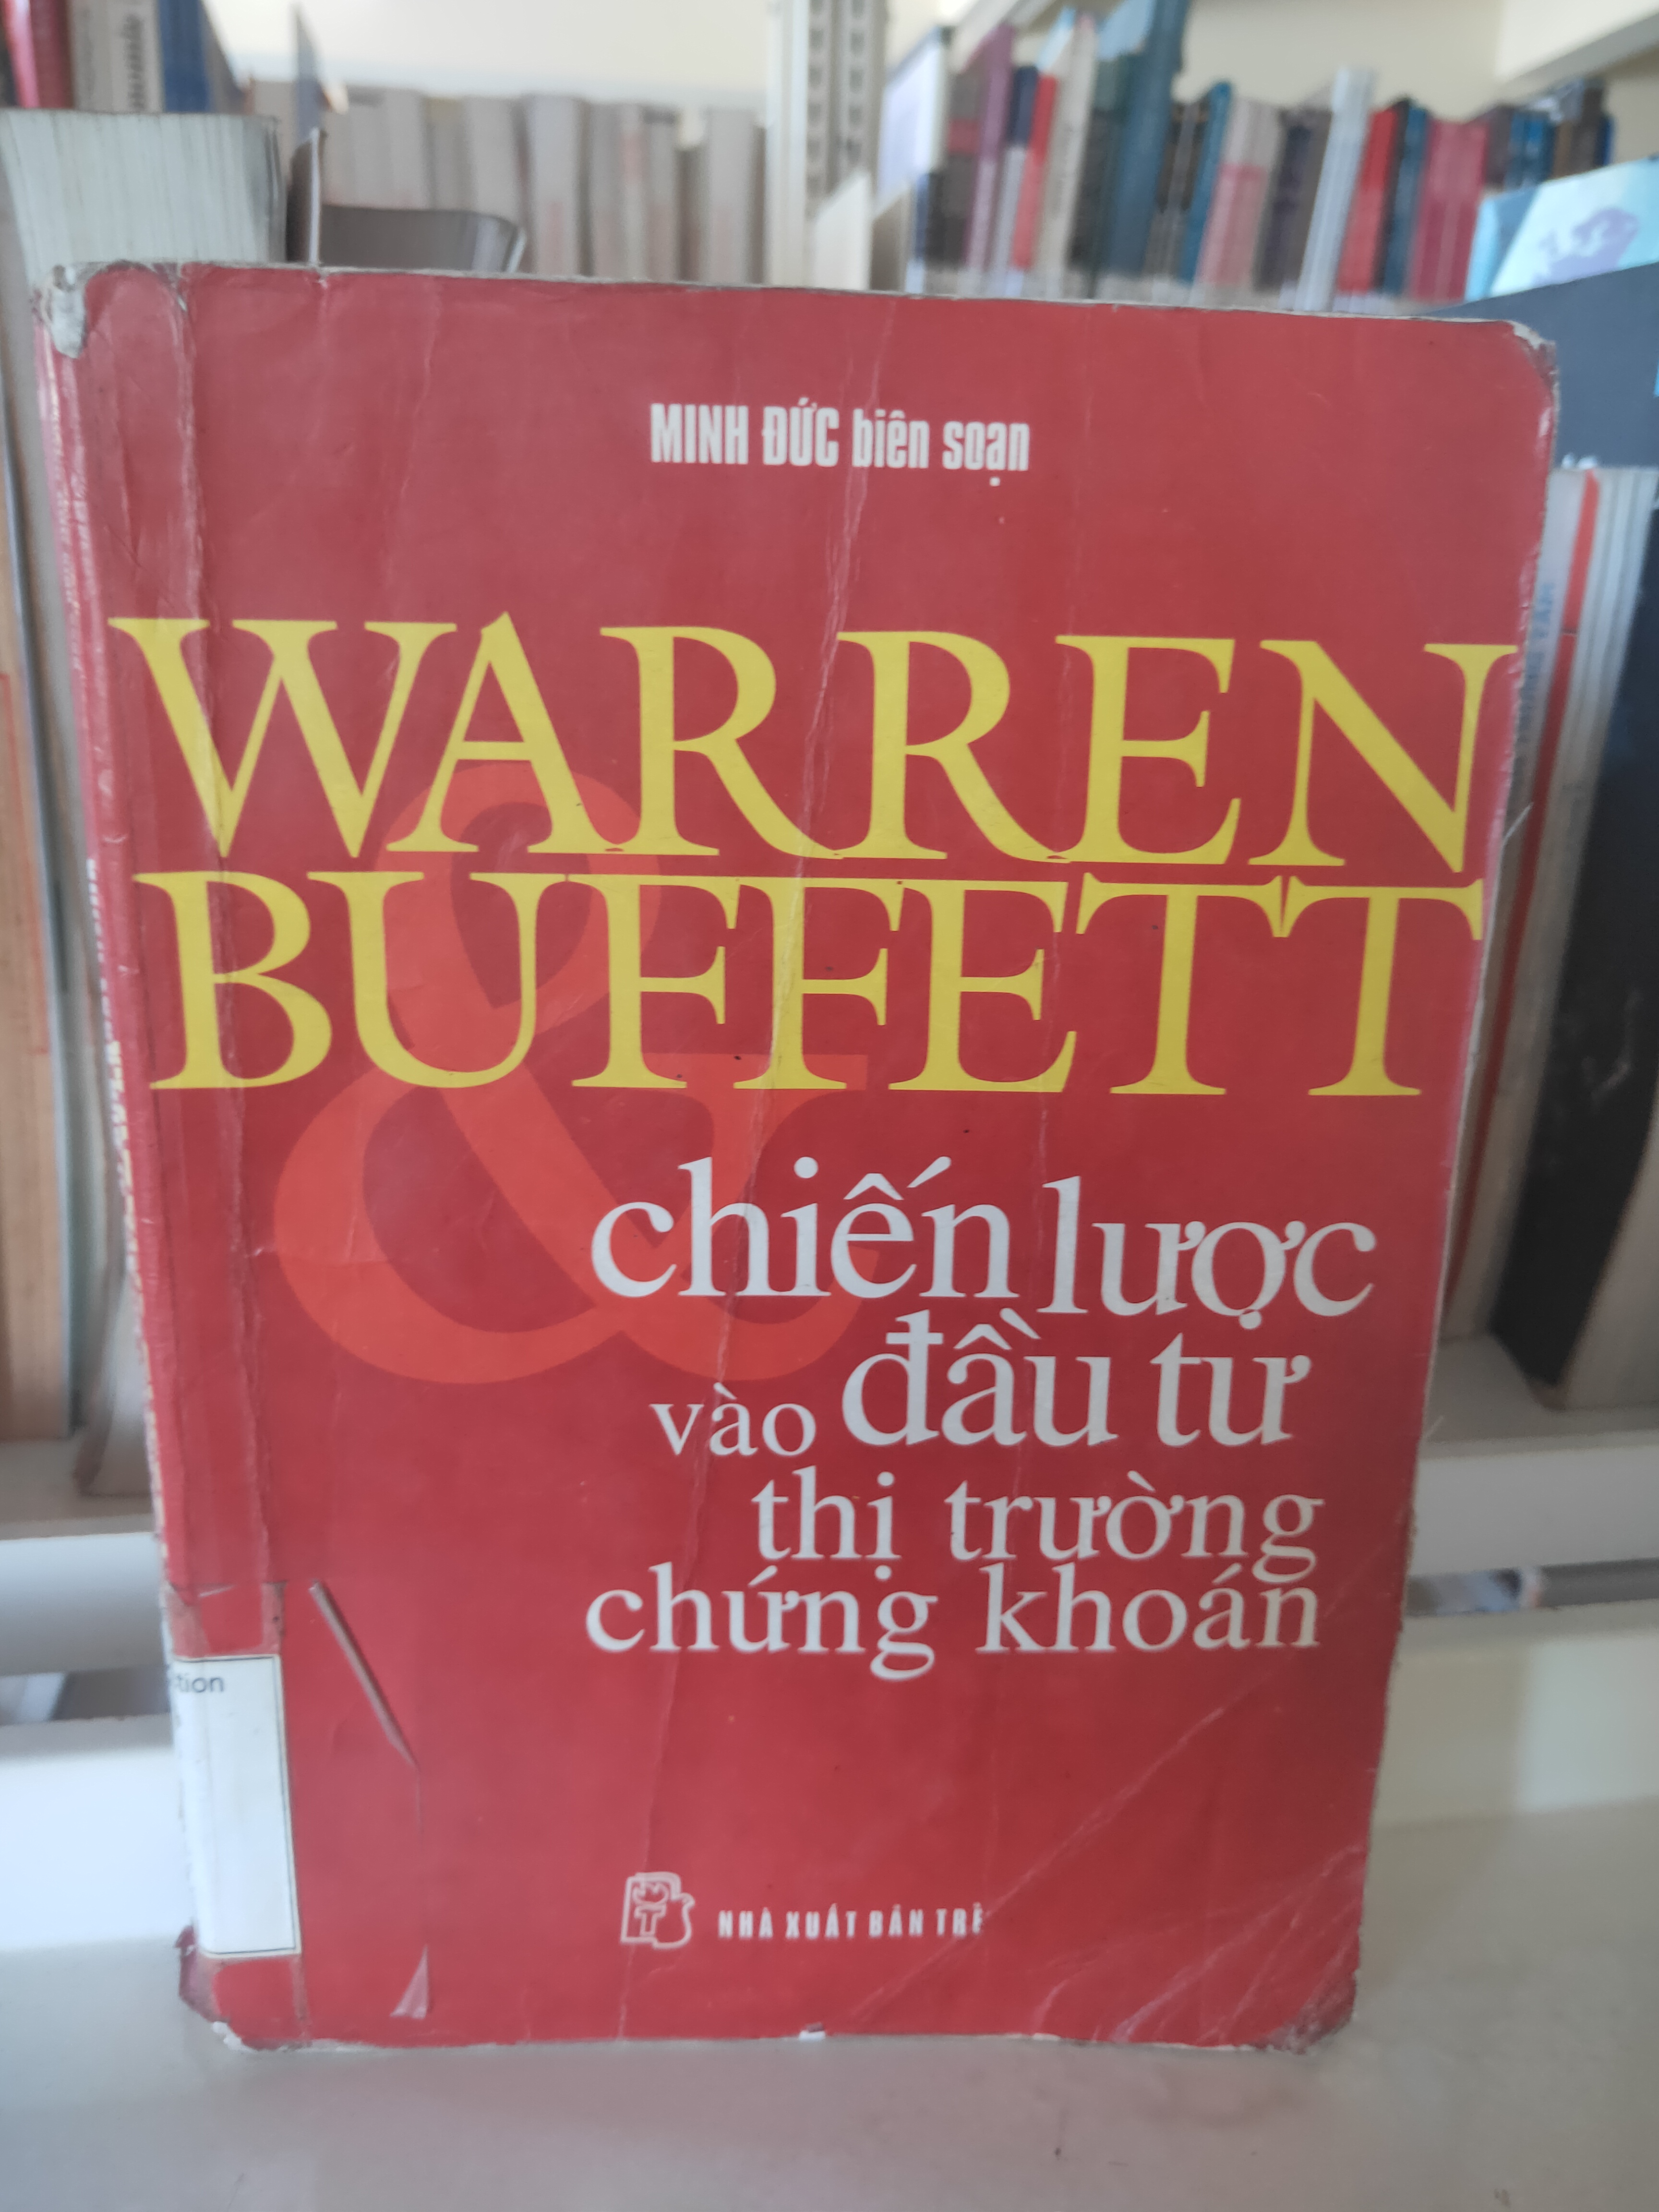 MINH ĐỨC biên soạn
WARREN
BUFFETT
&
chiến lược
vào đầu tư
thị trường
chứng khoán
NHÀ XUẤT BẢN TRẺ